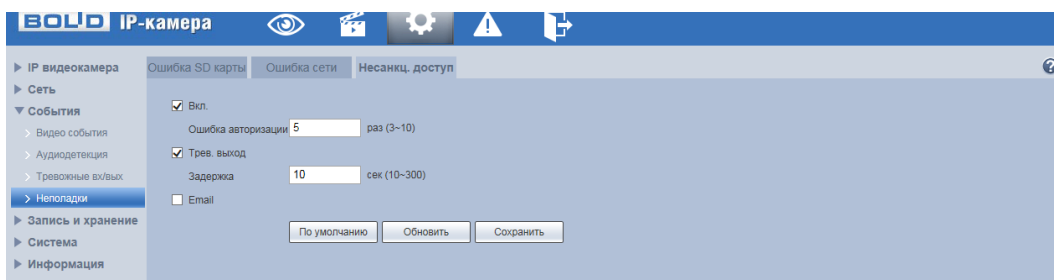 BOLID IP-камера
IP видеокамера
Сеть
События
Видео события
Аудиодетекция
Тревожные вх/вых
Неполадки
Запись и хранение
Система
Информация
Ошибка SD карты Ошибка сети Несанкц. доступ
Вкл.
Ошибка авторизации 5 раз (3~10)
Трев. выход
Задержка 10 сек (10~300)
Email
По умолчанию Обновить Сохранить